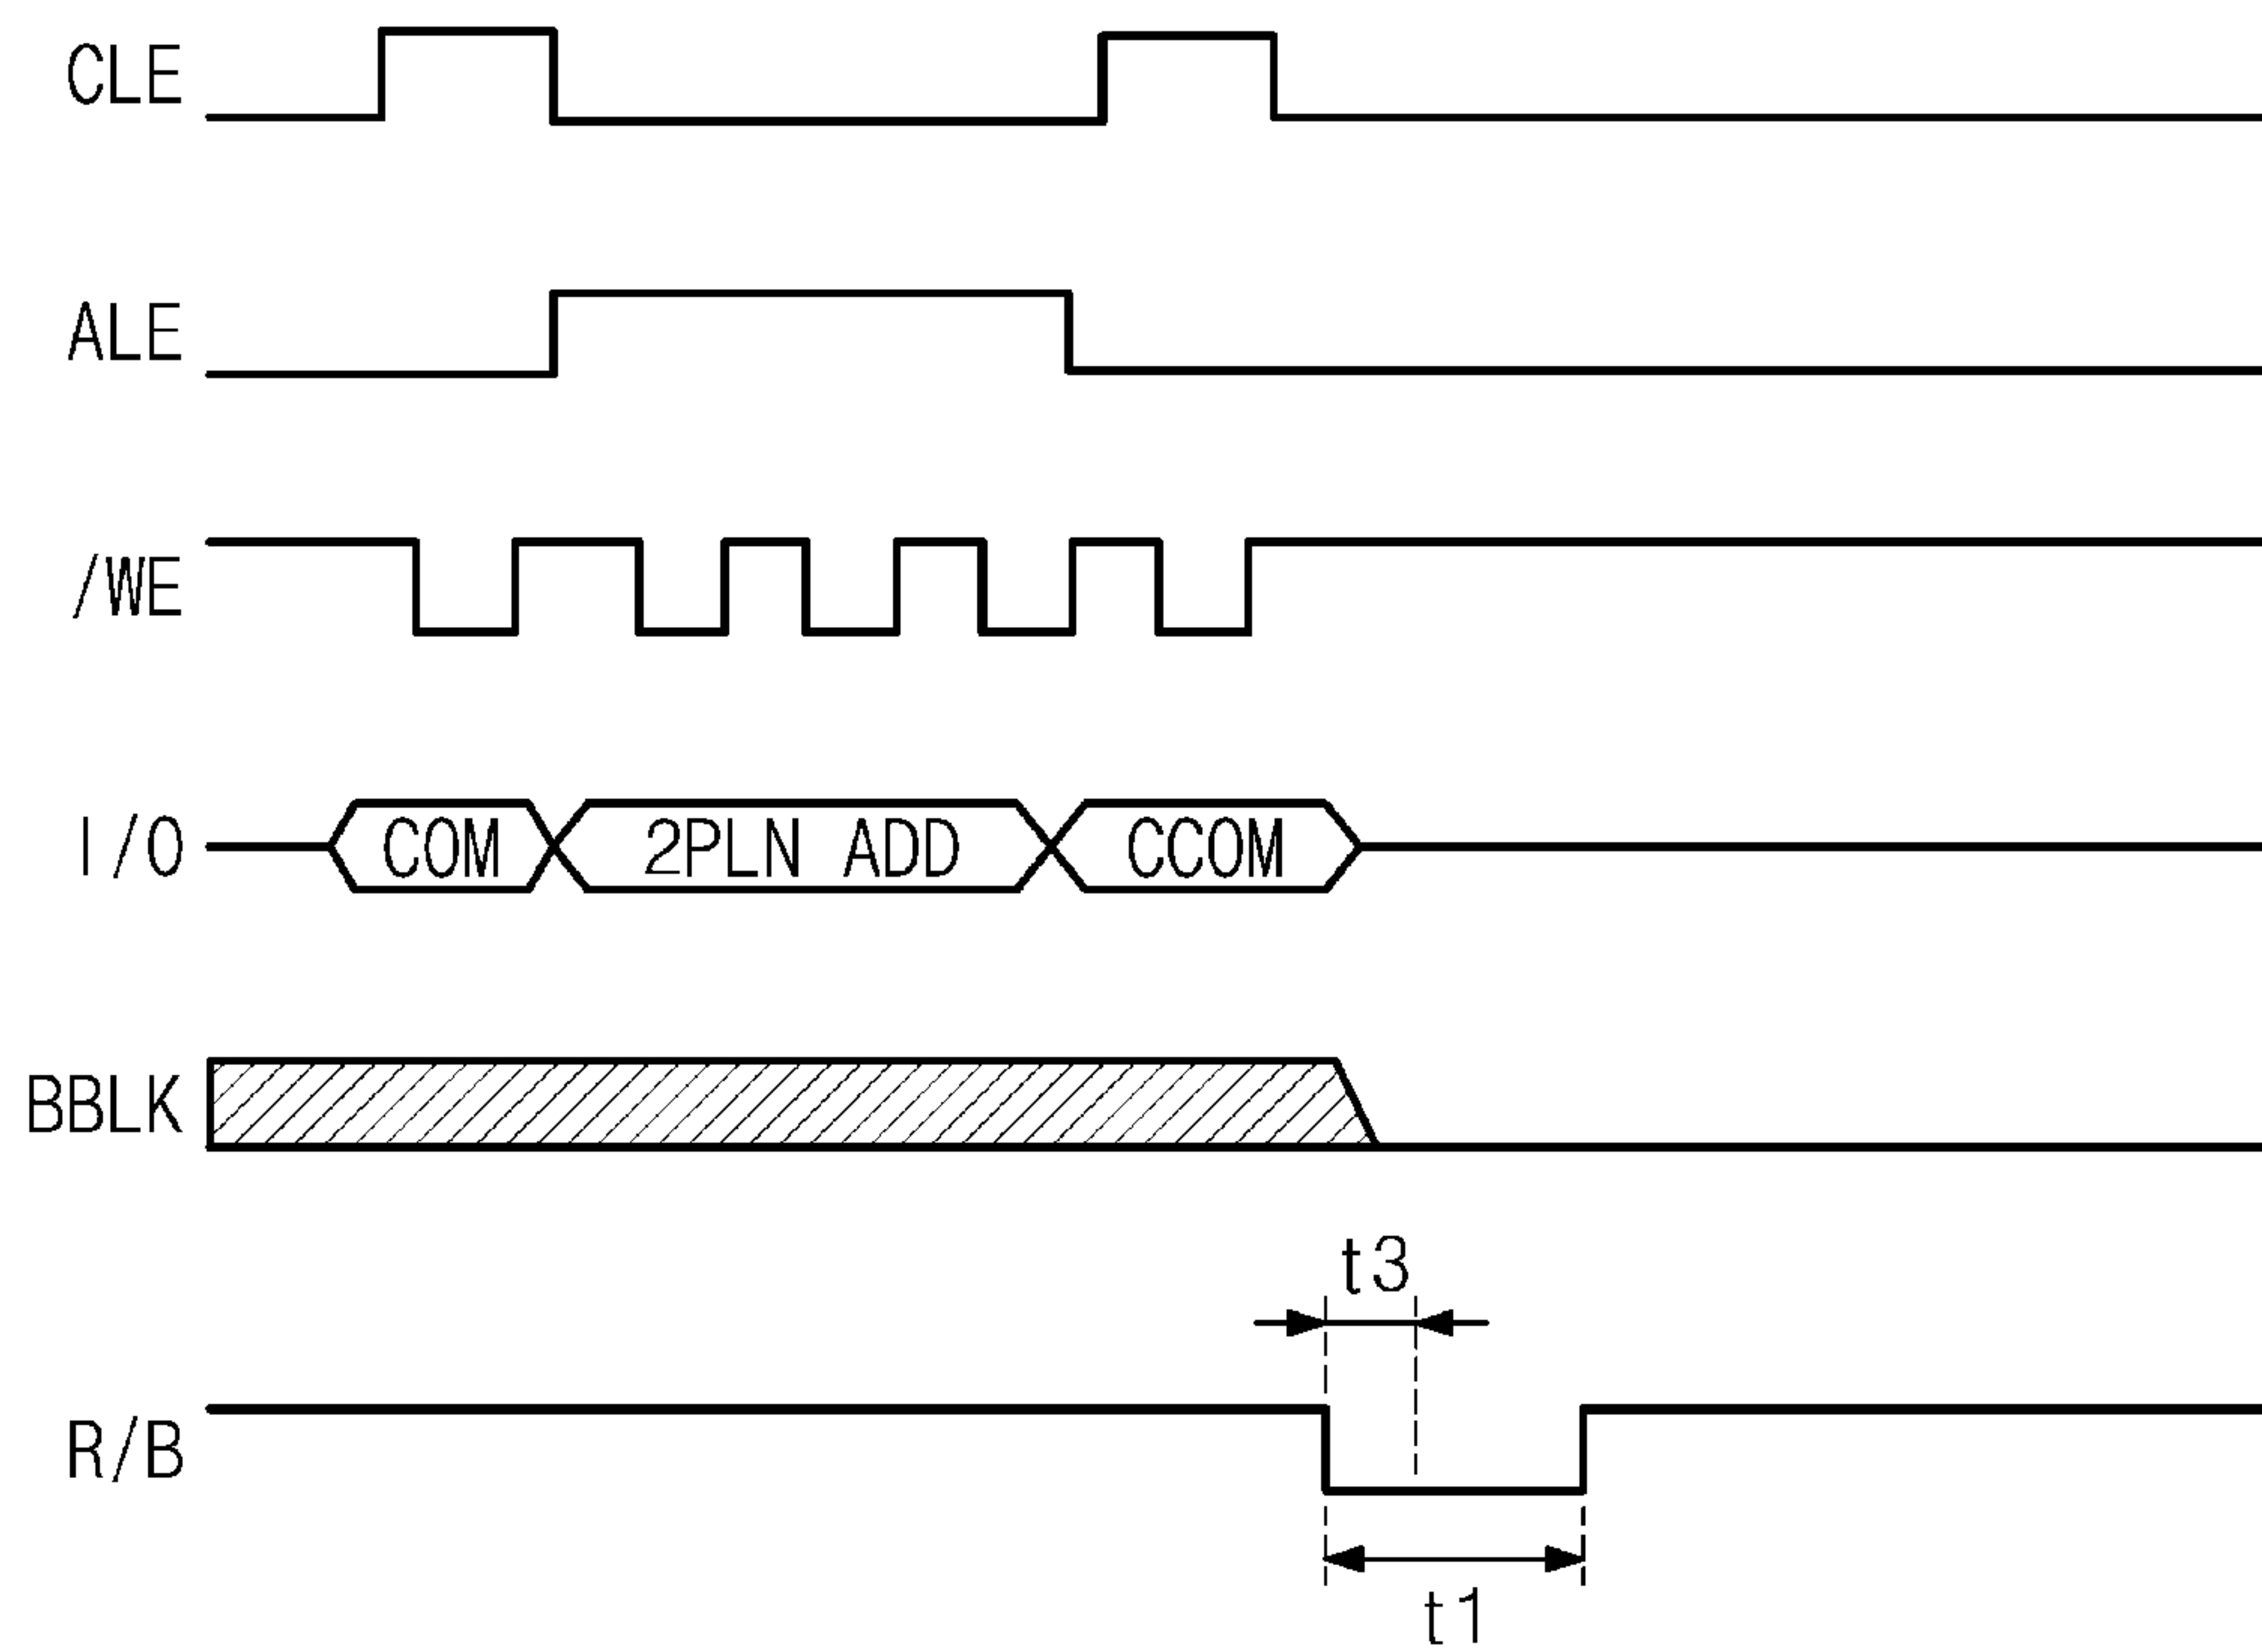 CLE
ALE
/WE
I/O
COM 2PLN ADD CCOM
BBLK
t3
R/B
t1